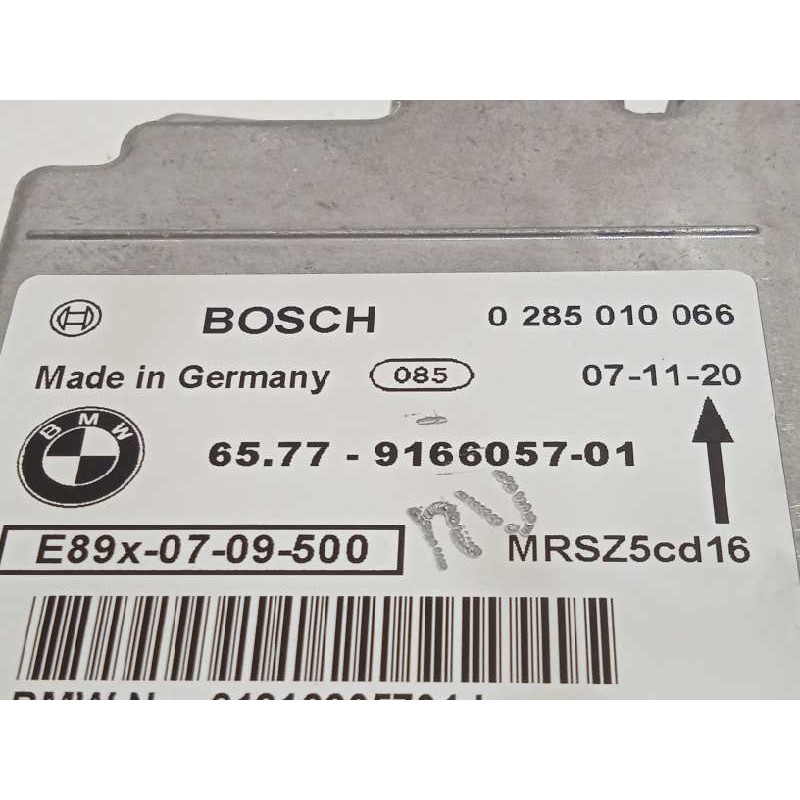 BOSCH 0 285 010 066
Made in Germany 085 07-11-20
BMW
65.77 - 9166057-01
E89x-07-09-500 MRSZ5cd16